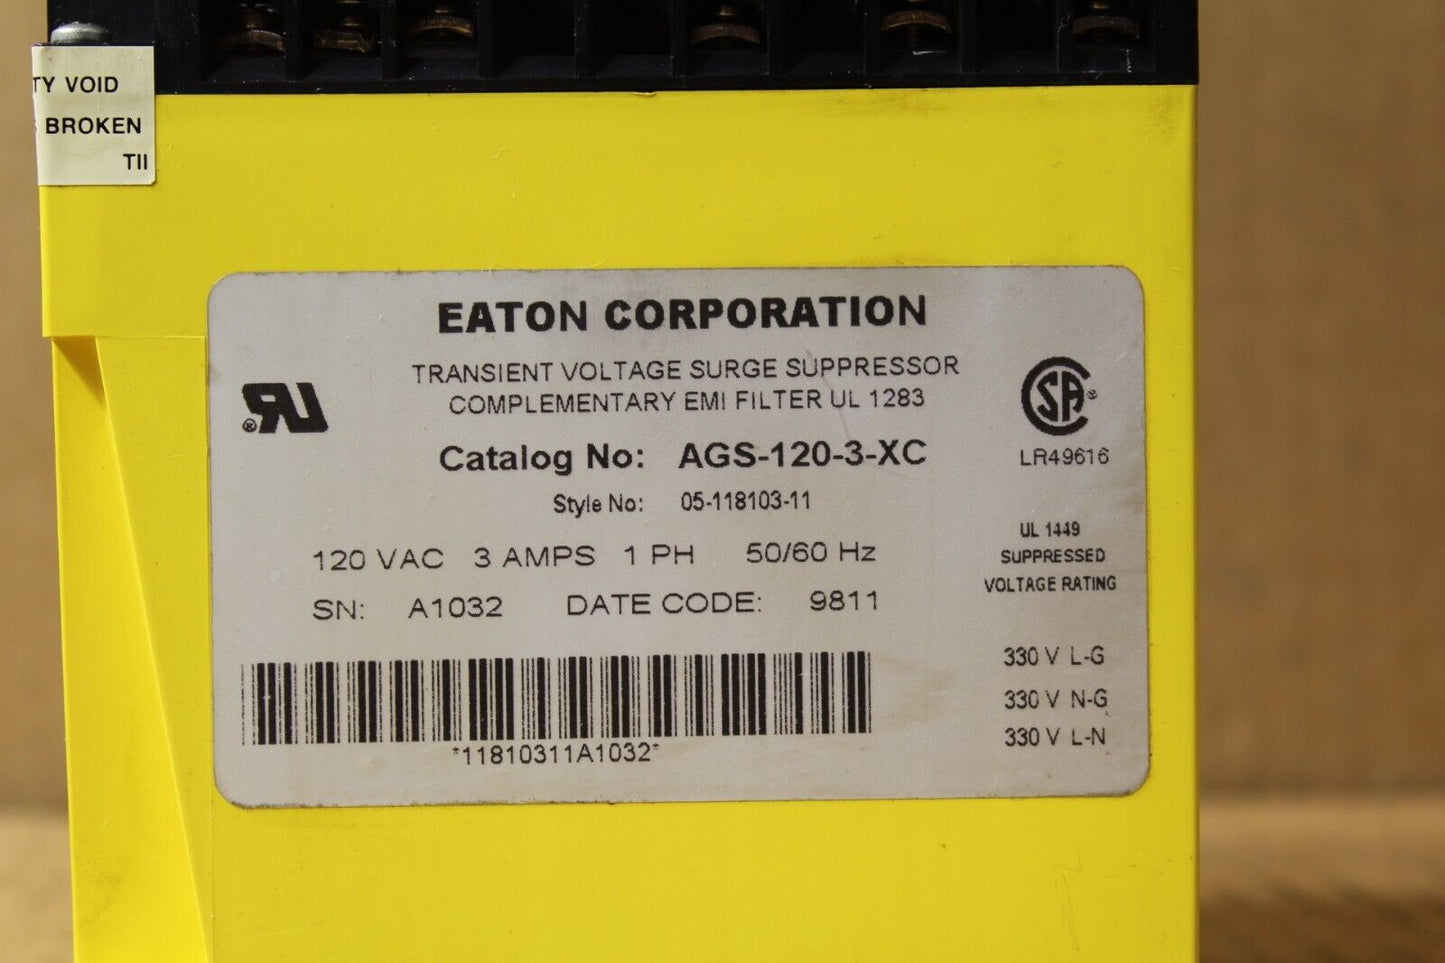 TY VOID
BROKEN
TII
EATON CORPORATION
TRANSIENT VOLTAGE SURGE SUPPRESSOR
COMPLEMENTARY EMI FILTER UL 1283
Catalog No: AGS-120-3-XC
Style No: 05-118103-11
120 VAC 3 AMPS 1 PH 50/60 Hz
SN: A1032 DATE CODE: 9811
*11810311A1032*
LR49616
UL 1449
SUPPRESSED
VOLTAGE RATING
330 V L-G
330 V N-G
330 V L-N